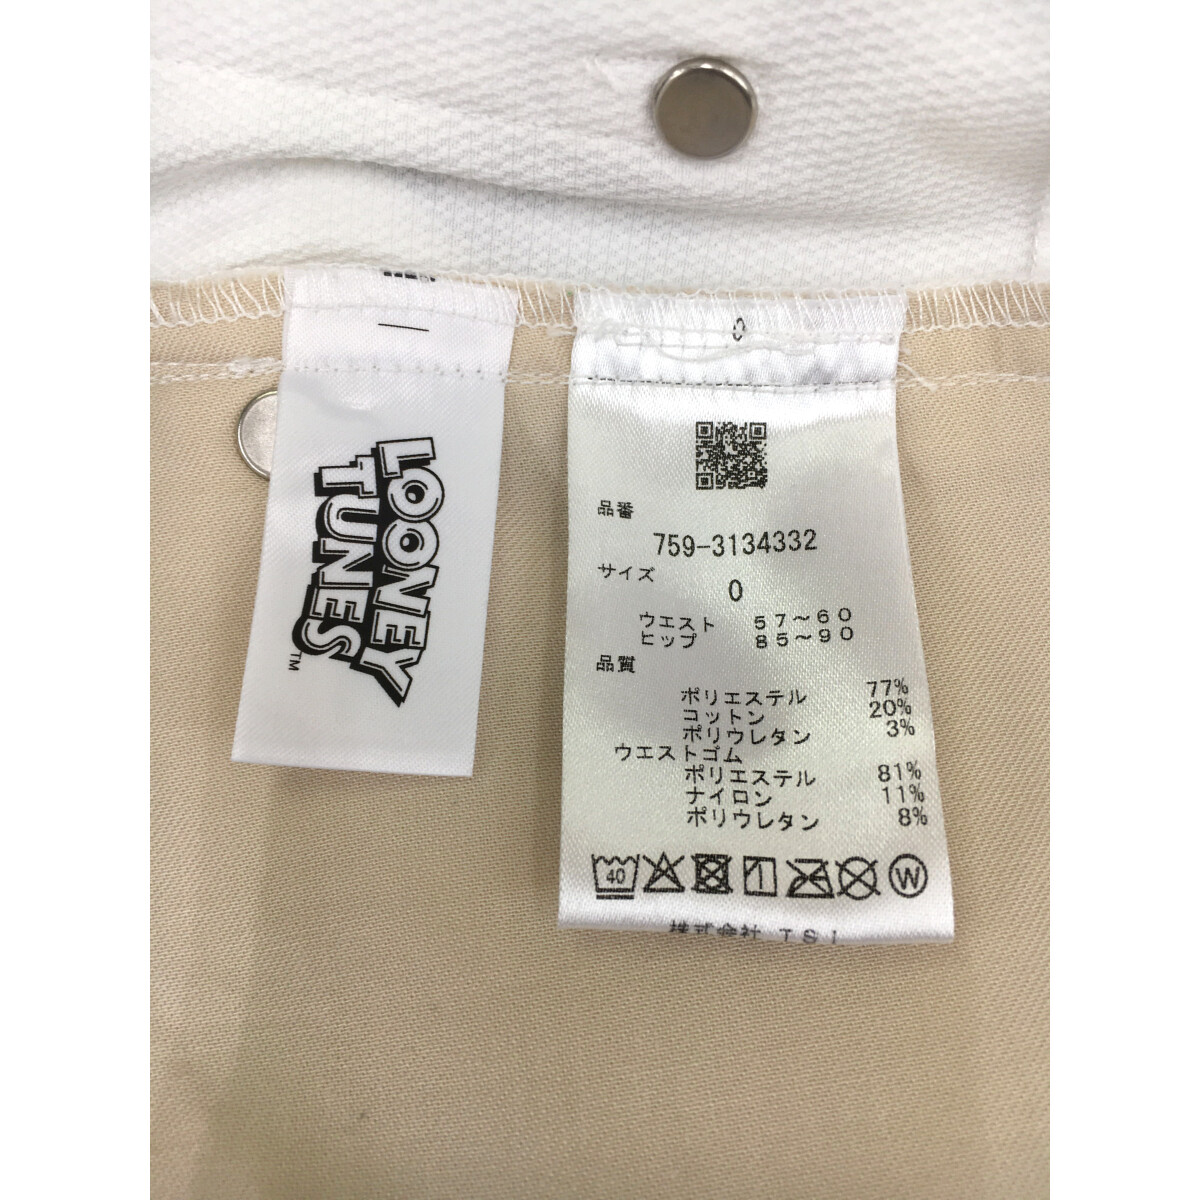 LOONEY
TUNES
TM
0
品番
759-3134332
サイズ
0
ウエスト 57~60
ヒップ 85~90
品質
ポリエステル 77%
コットン 20%
ポリウレタン 3%
ウエストゴム
ポリエステル 81%
ナイロン 11%
ポリウレタン 8%
40
W
株式会社 TSI